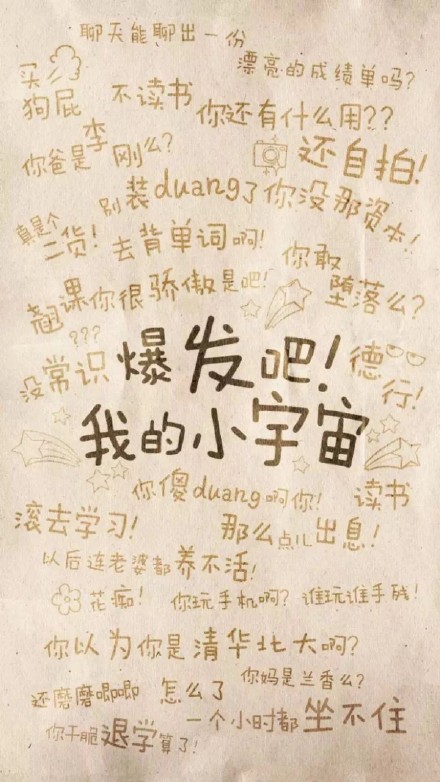 聊天能聊出一份
漂亮的成绩单吗?
买
狗屁
不读书
你还有什么用??
你爸是李刚么?
还自拍!
别装duang了你没那资本!
真是个
二货!
去背单词啊!
你敢
堕落么?
翘课你很骄傲是吧!
???
没常识
爆发吧!
德行!
我的小宇宙
你傻duang啊你!
读书
滚去学习!
那么点儿出息!
以后连老婆都养不活!
花痴!
你玩手机啊? 谁玩谁手残!
你以为你是清华北大啊?
你妈是兰香么?
还磨磨唧唧
怎么了
一个小时都坐不住
你干脆退学算了!